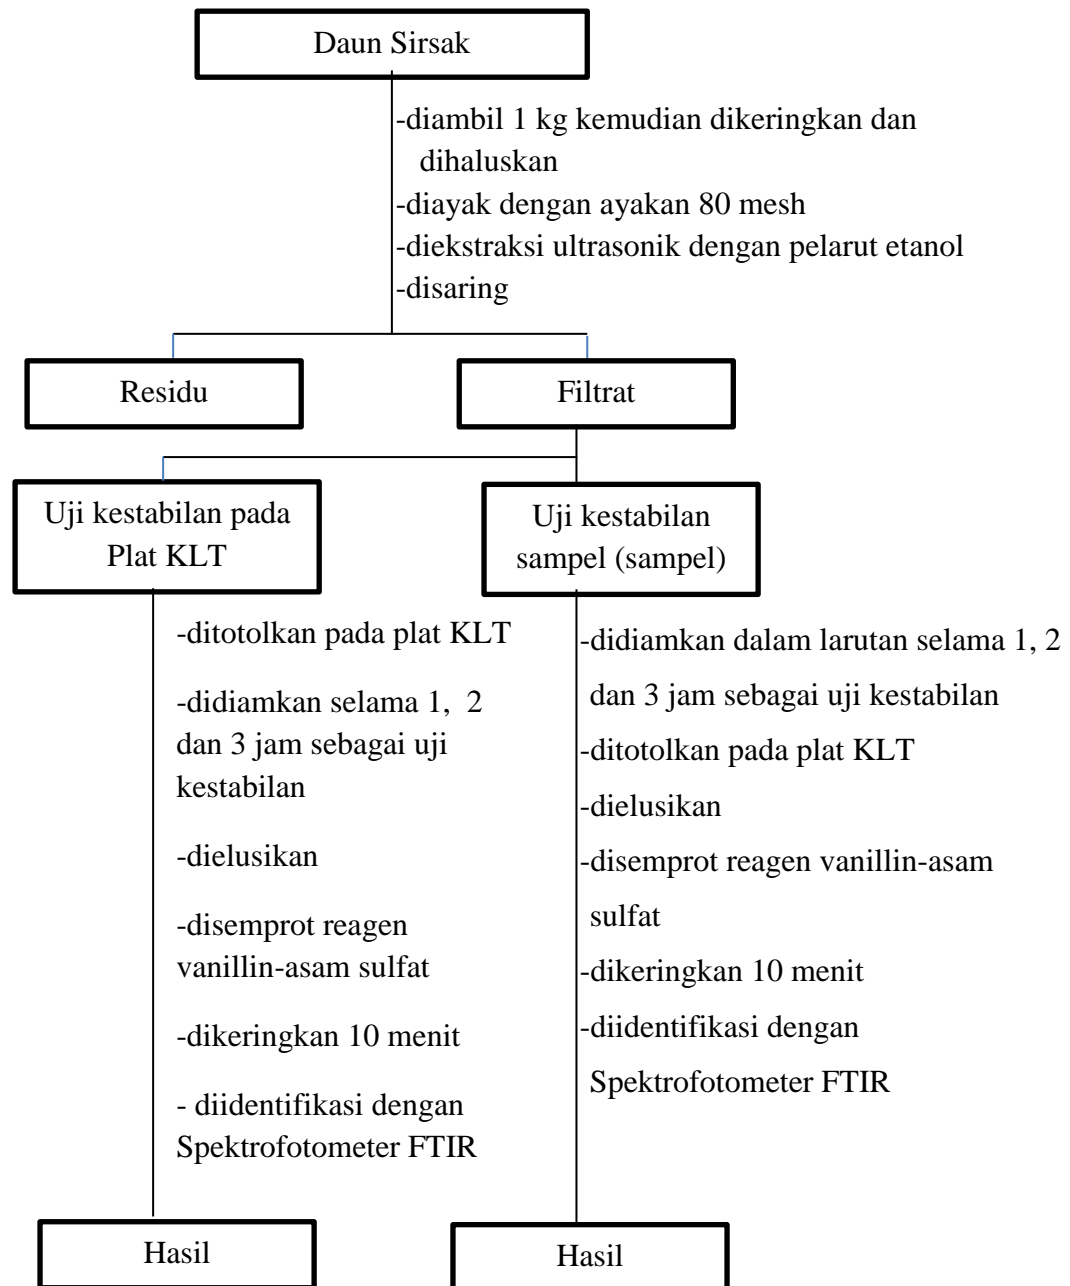 Daun Sirsak
-diambil 1 kg kemudian dikeringkan dan
dihaluskan
-diayak dengan ayakan 80 mesh
-diekstraksi ultrasonik dengan pelarut etanol
-disaring
Residu
Filtrat
Uji kestabilan pada
Plat KLT
-ditotolkan pada plat KLT
-didiamkan selama 1, 2
dan 3 jam sebagai uji
kestabilan
-dielusikan
-disemprot reagen
vanillin-asam sulfat
-dikeringkan 10 menit
- diidentifikasi dengan
Spektrofotometer FTIR
Hasil
Uji kestabilan
sampel (sampel)
-didiamkan dalam larutan selama 1, 2
dan 3 jam sebagai uji kestabilan
-ditotolkan pada plat KLT
-dielusikan
-disemprot reagen vanillin-asam
sulfat
-dikeringkan 10 menit
-diidentifikasi dengan
Spektrofotometer FTIR
Hasil